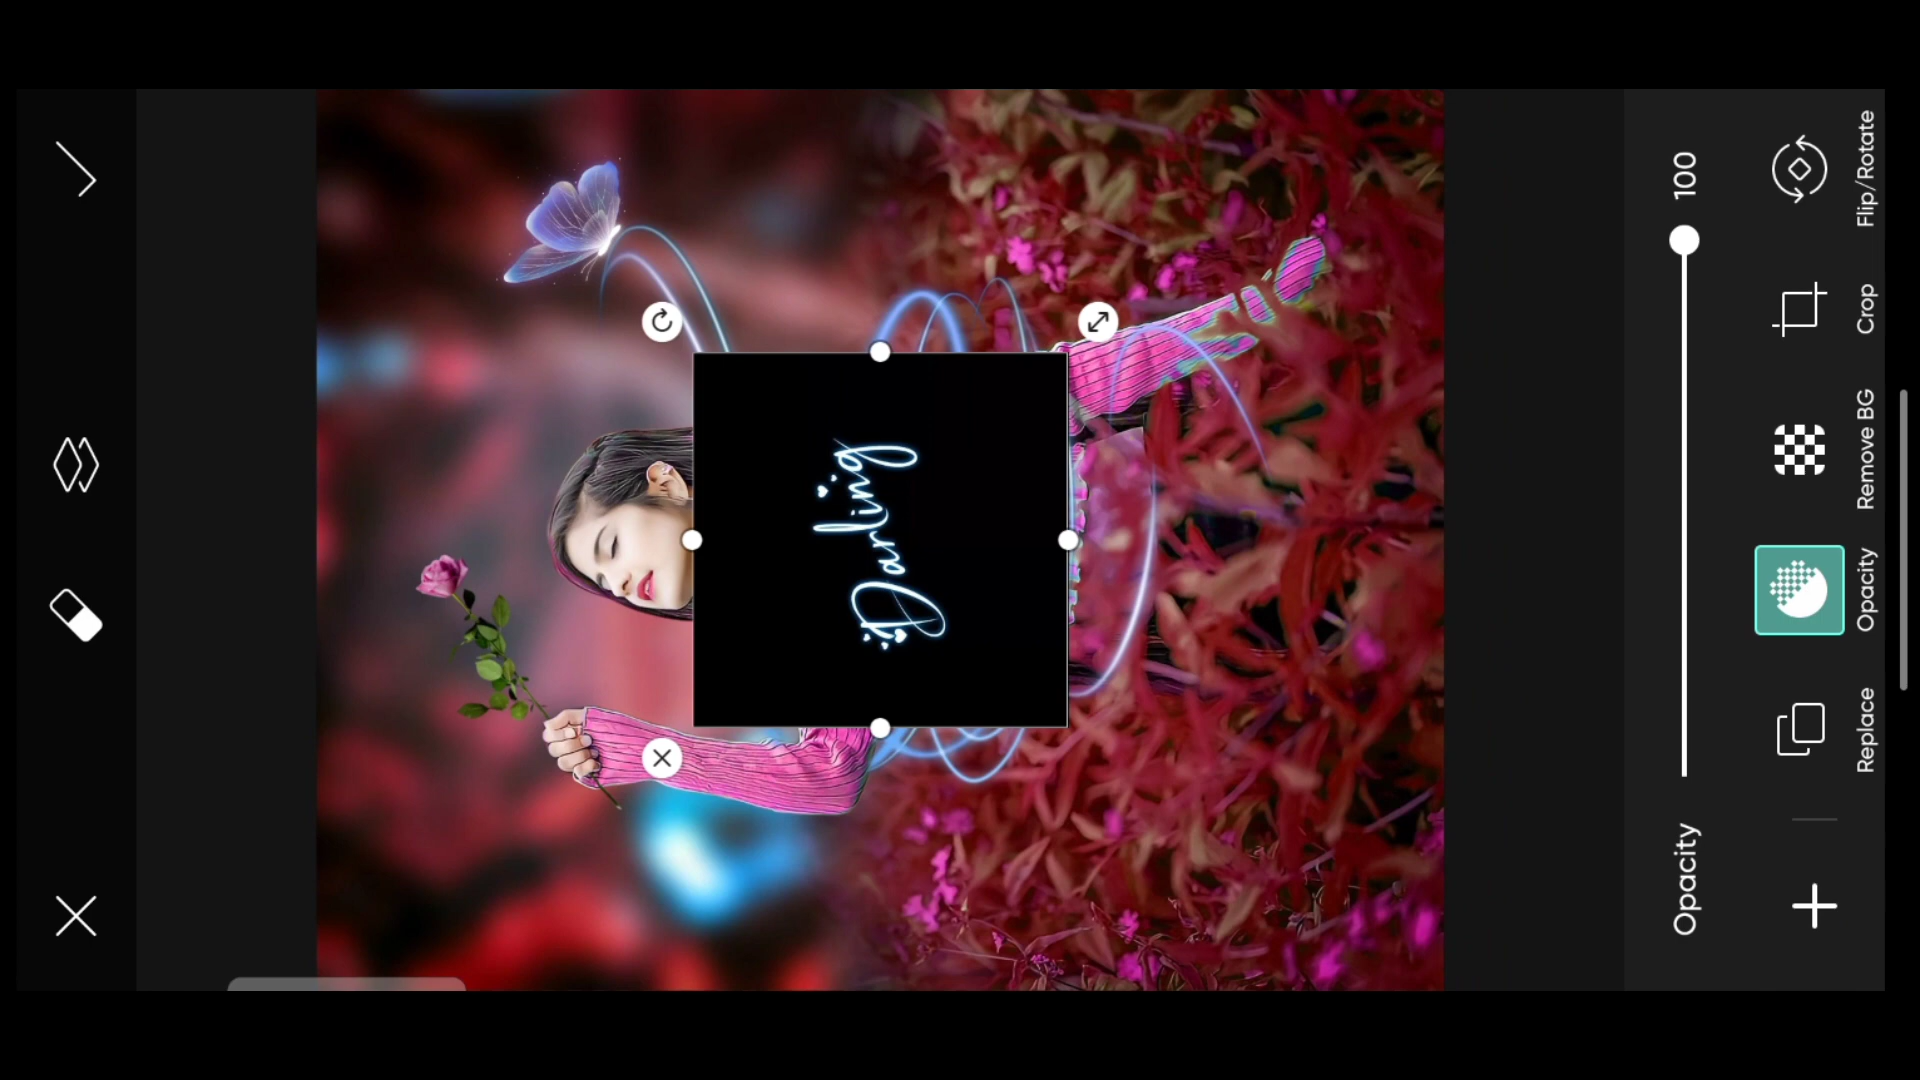 Darling
100
Opacity
Replace
Opacity
Remove BG
Crop
Flip/Rotate